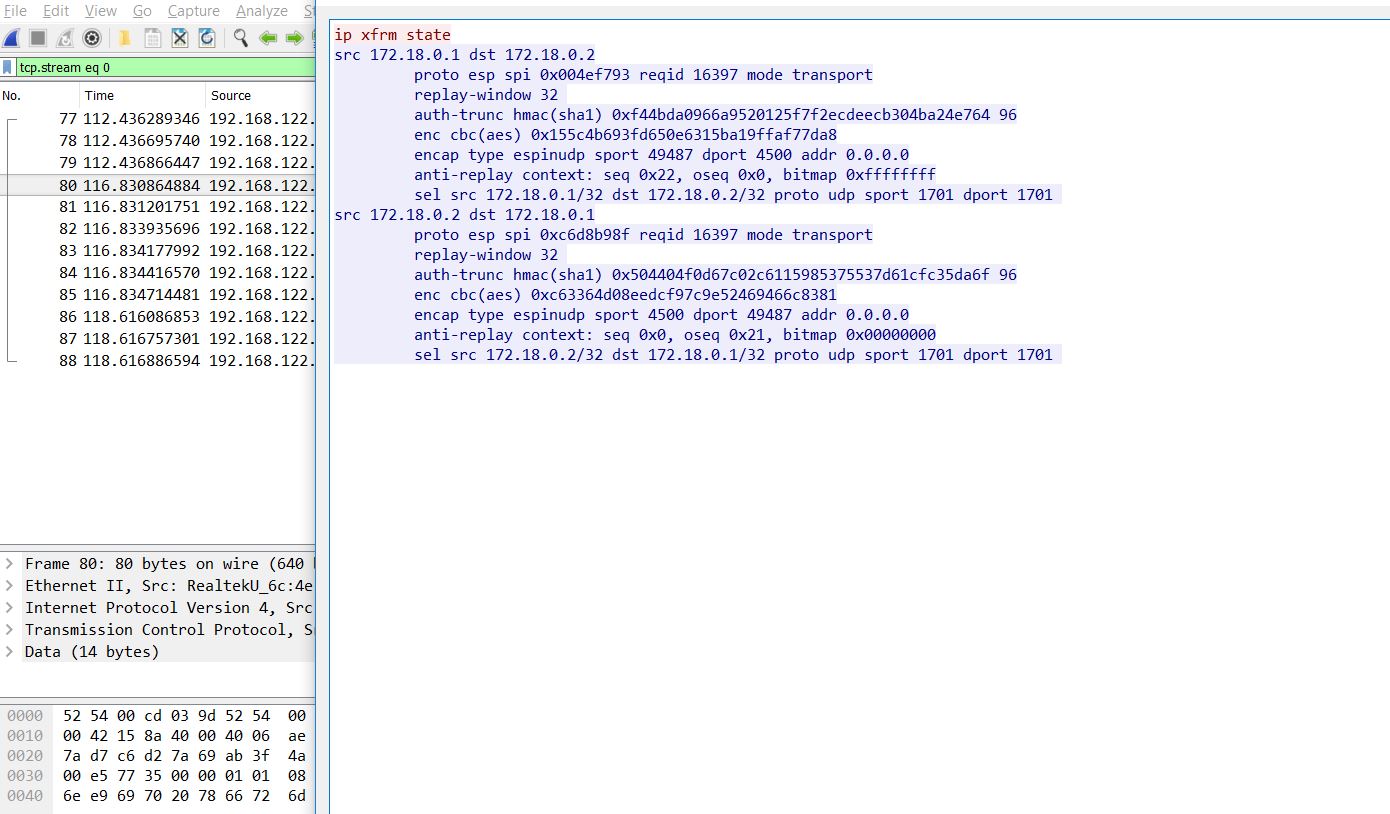 File Edit View Go Capture Analyze
tcp.stream eq 0
No. Time Source
77 112.436289346 192.168.122.
78 112.436695740 192.168.122.
79 112.436866447 192.168.122.
80 116.830864884 192.168.122.
81 116.831201751 192.168.122.
82 116.833935696 192.168.122.
83 116.834177992 192.168.122.
84 116.834416570 192.168.122.
85 116.834714481 192.168.122.
86 118.616086853 192.168.122.
87 118.616757301 192.168.122.
88 118.616886594 192.168.122.
Frame 80: 80 bytes on wire (640
Ethernet II, Src: RealtekU_6c:4e
Internet Protocol Version 4, Src
Transmission Control Protocol,
Data (14 bytes)
0000 52 54 00 cd 03 9d 52 54 00
0010 00 42 15 8a 40 00 40 06 ae
0020 7a d7 c6 d2 7a 69 ab 3f 4a
0030 00 e5 77 35 00 00 01 01 08
0040 6e e9 69 70 20 78 66 72 6d
ip xfrm state
src 172.18.0.1 dst 172.18.0.2
proto esp spi 0x004ef793 reqid 16397 mode transport
replay-window 32
auth-trunc hmac(sha1) 0xf44bda0966a9520125f7f2ecdeecb304ba24e764 96
enc cbc(aes) 0x155c4b693fd650e6315ba19ffaf77da8
encap type espinudp sport 49487 dport 4500 addr 0.0.0.0
anti-replay context: seq 0x22, oseq 0x0, bitmap 0xffffffff
sel src 172.18.0.1/32 dst 172.18.0.2/32 proto udp sport 1701 dport 1701
src 172.18.0.2 dst 172.18.0.1
proto esp spi 0xc6d8b98f reqid 16397 mode transport
replay-window 32
auth-trunc hmac(sha1) 0x504404f0d67c02c6115985375537d61cfc35da6f 96
enc cbc(aes) 0xc63364d08eedcf97c9e52469466c8381
encap type espinudp sport 4500 dport 49487 addr 0.0.0.0
anti-replay context: seq 0x0, oseq 0x21, bitmap 0x00000000
sel src 172.18.0.2/32 dst 172.18.0.1/32 proto udp sport 1701 dport 1701